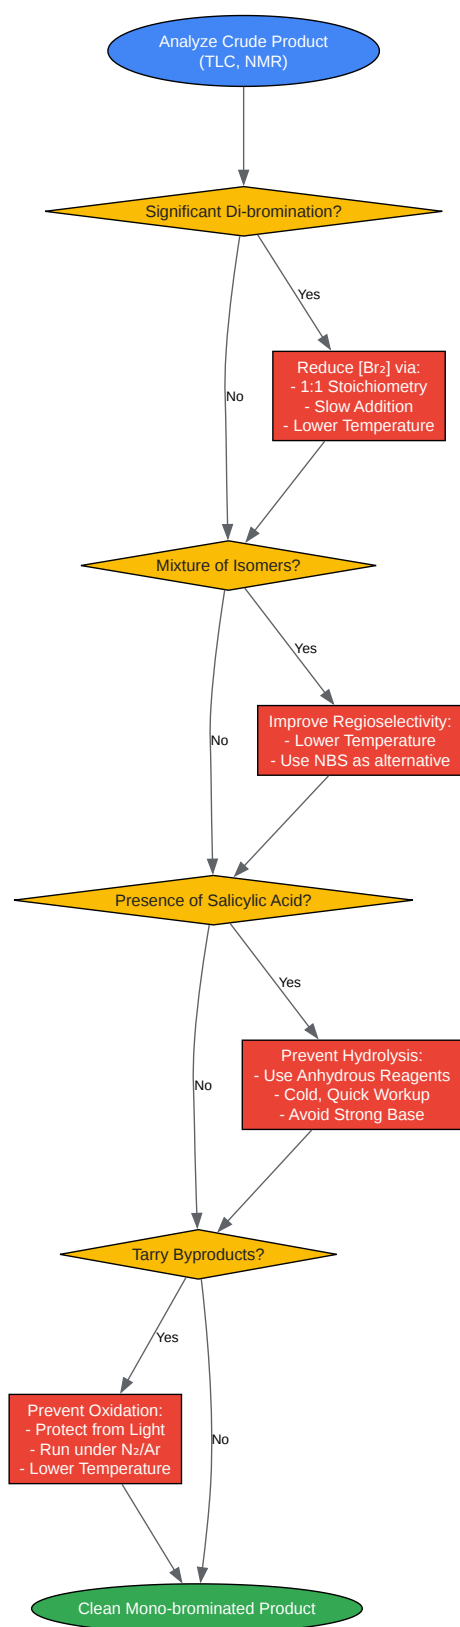 Analyze Crude Product
(TLC, NMR)
Significant Di-bromination?
Yes
Reduce [Br₂] via:
- 1:1 Stoichiometry
- Slow Addition
- Lower Temperature
No
Mixture of Isomers?
Yes
Improve Regioselectivity:
- Lower Temperature
- Use NBS as alternative
No
Presence of Salicylic Acid?
Yes
Prevent Hydrolysis:
- Use Anhydrous Reagents
- Cold, Quick Workup
- Avoid Strong Base
No
Tarry Byproducts?
Yes
Prevent Oxidation:
- Protect from Light
- Run under N₂/Ar
- Lower Temperature
No
Clean Mono-brominated Product